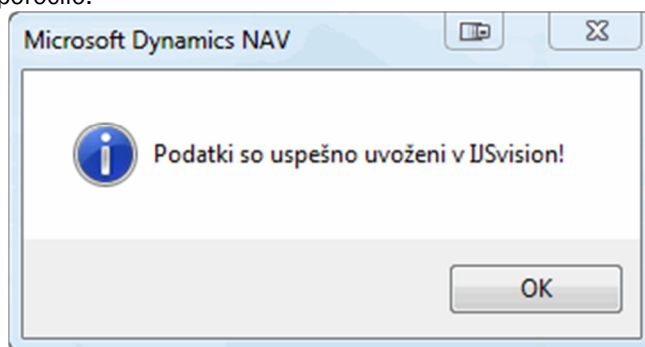 poročilo.
Microsoft Dynamics NAV
Podatki so uspešno uvoženi v IJSvision!
OK